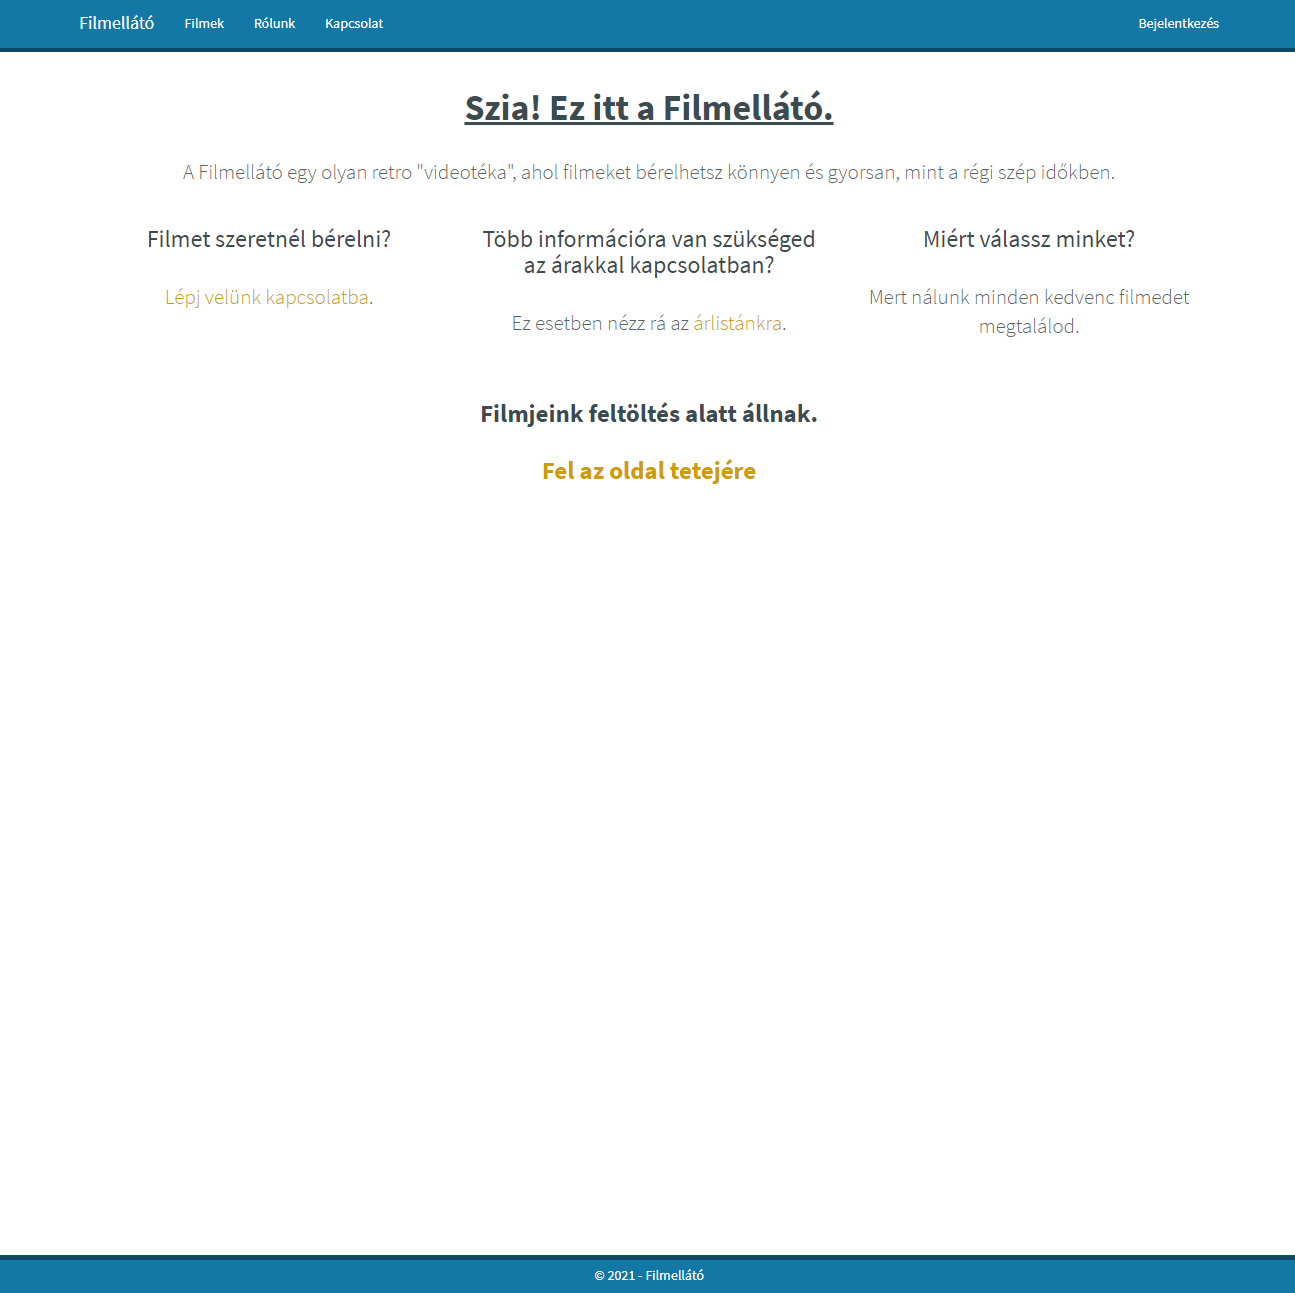 Filmellátó Filmek Rólunk Kapcsolat Bejelentkezés
Szia! Ez itt a Filmellátó.
A Filmellátó egy olyan retro "videotéka", ahol filmeket bérelhetsz könnyen és gyorsan, mint a régi szép időkben.
Filmet szeretnél bérelni?
Lépj velünk kapcsolatba.
Több információra van szükséged
az árakkal kapcsolatban?
Ez esetben nézz rá az árlistánkra.
Miért válassz minket?
Mert nálunk minden kedvenc filmedet
megtalálod.
Filmjeink feltöltés alatt állnak.
Fel az oldal tetejére
© 2021 - Filmellátó